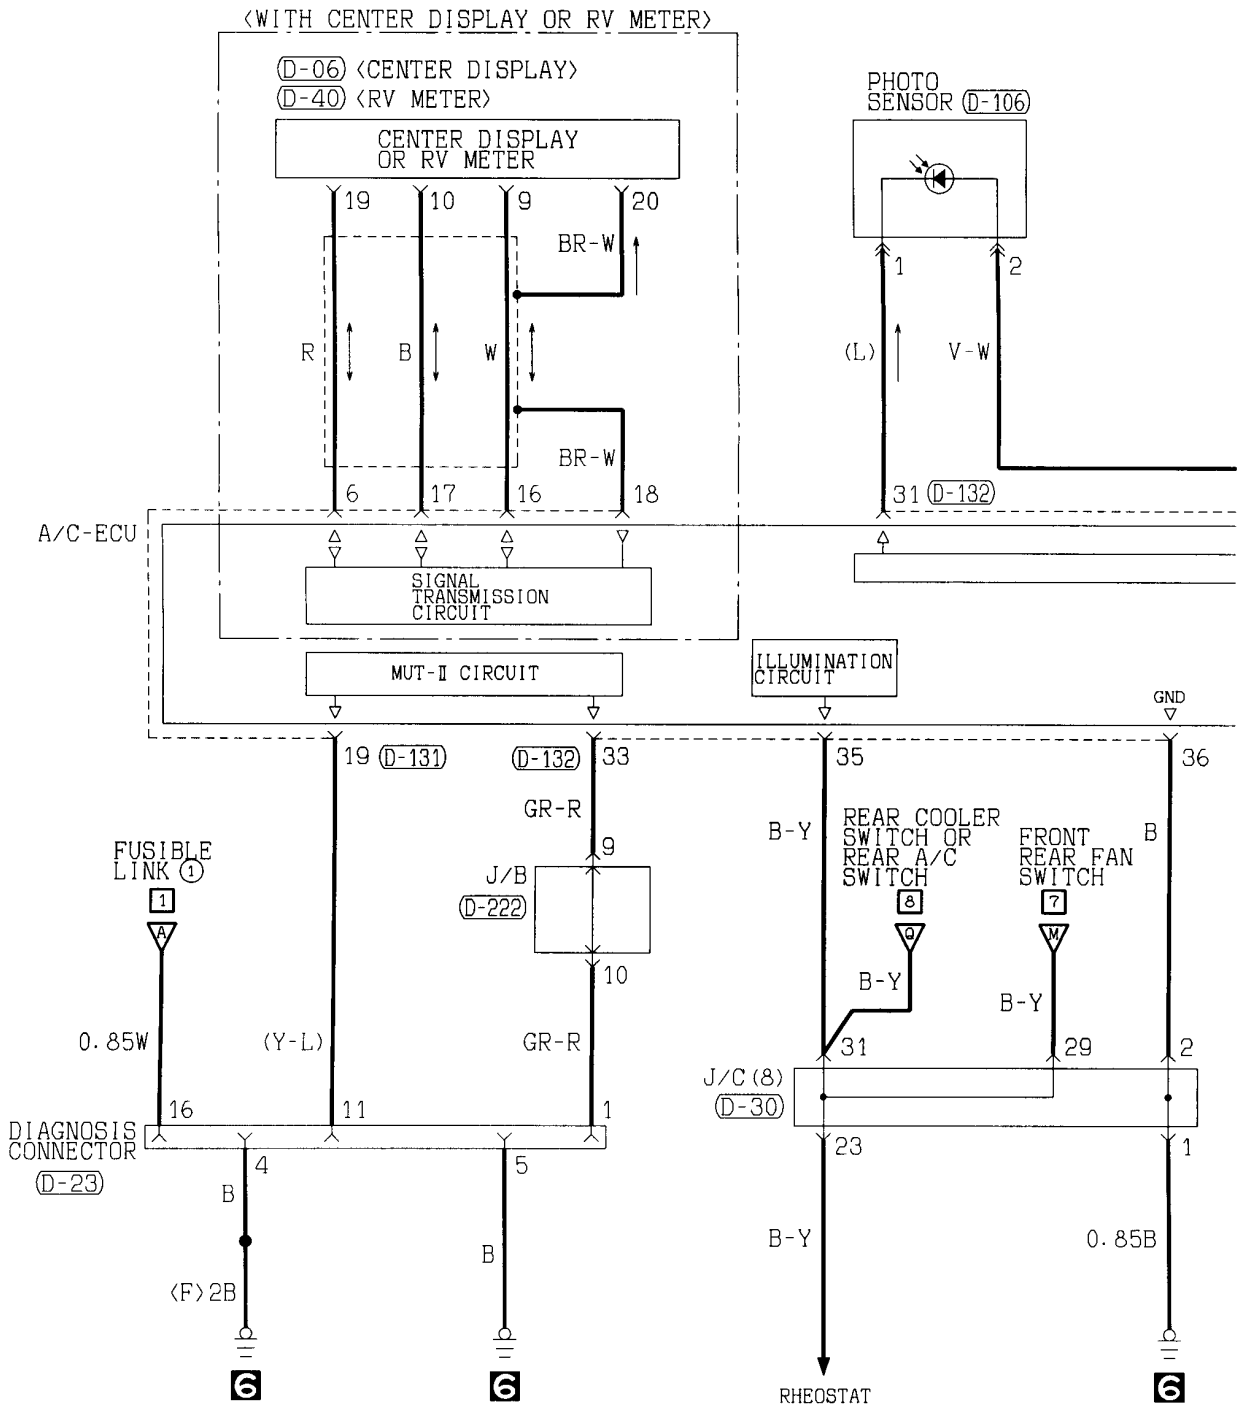 <WITH CENTER DISPLAY OR RV METER>
D-06 <CENTER DISPLAY>
D-40 <RV METER>
CENTER DISPLAY
OR RV METER
PHOTO
SENSOR D-106
19 10 9 20
BR-W
1 2
R B W
(L) V-W
BR-W
6 17 16 18
31 D-132
A/C-ECU
SIGNAL
TRANSMISSION
CIRCUIT
MUT-Ⅱ CIRCUIT
ILLUMINATION
CIRCUIT
GND
19 D-131
D-132 33
35
36
GR-R
B-Y
REAR COOLER
SWITCH OR
REAR A/C
SWITCH
FRONT
REAR FAN
SWITCH
B
FUSIBLE
LINK ①
9
J/B
D-222
1
A
8
Q
7
M
10
B-Y
B-Y
0.85W
(Y-L)
GR-R
31 29 2
J/C(8)
D-30
16 11 1
DIAGNOSIS
CONNECTOR
D-23
4 5
23 1
B
B
B-Y
0.85B
<F>2B
6
6
RHEOSTAT
6